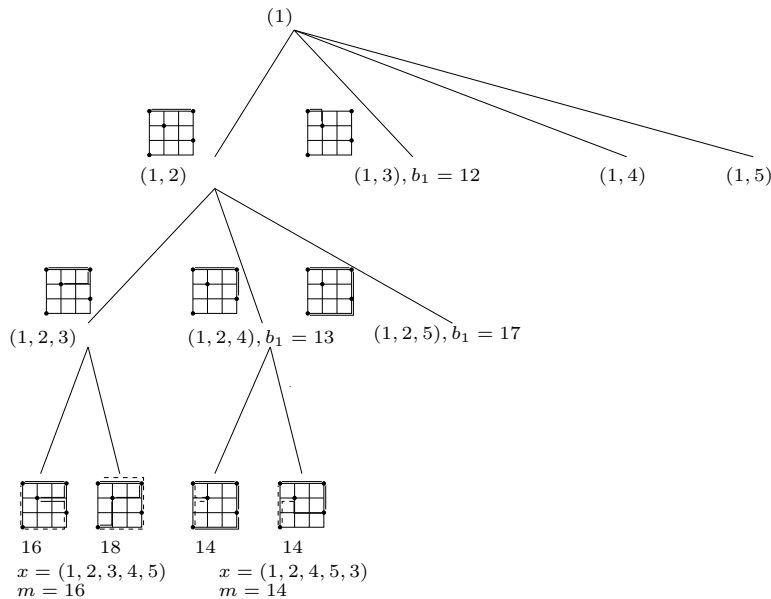 (1)
(1, 2)
(1, 3), b₁ = 12
(1, 4)
(1, 5)
(1, 2, 3)
(1, 2, 4), b₁ = 13
(1, 2, 5), b₁ = 17
16
18
14
14
x = (1, 2, 3, 4, 5)
m = 16
x = (1, 2, 4, 5, 3)
m = 14